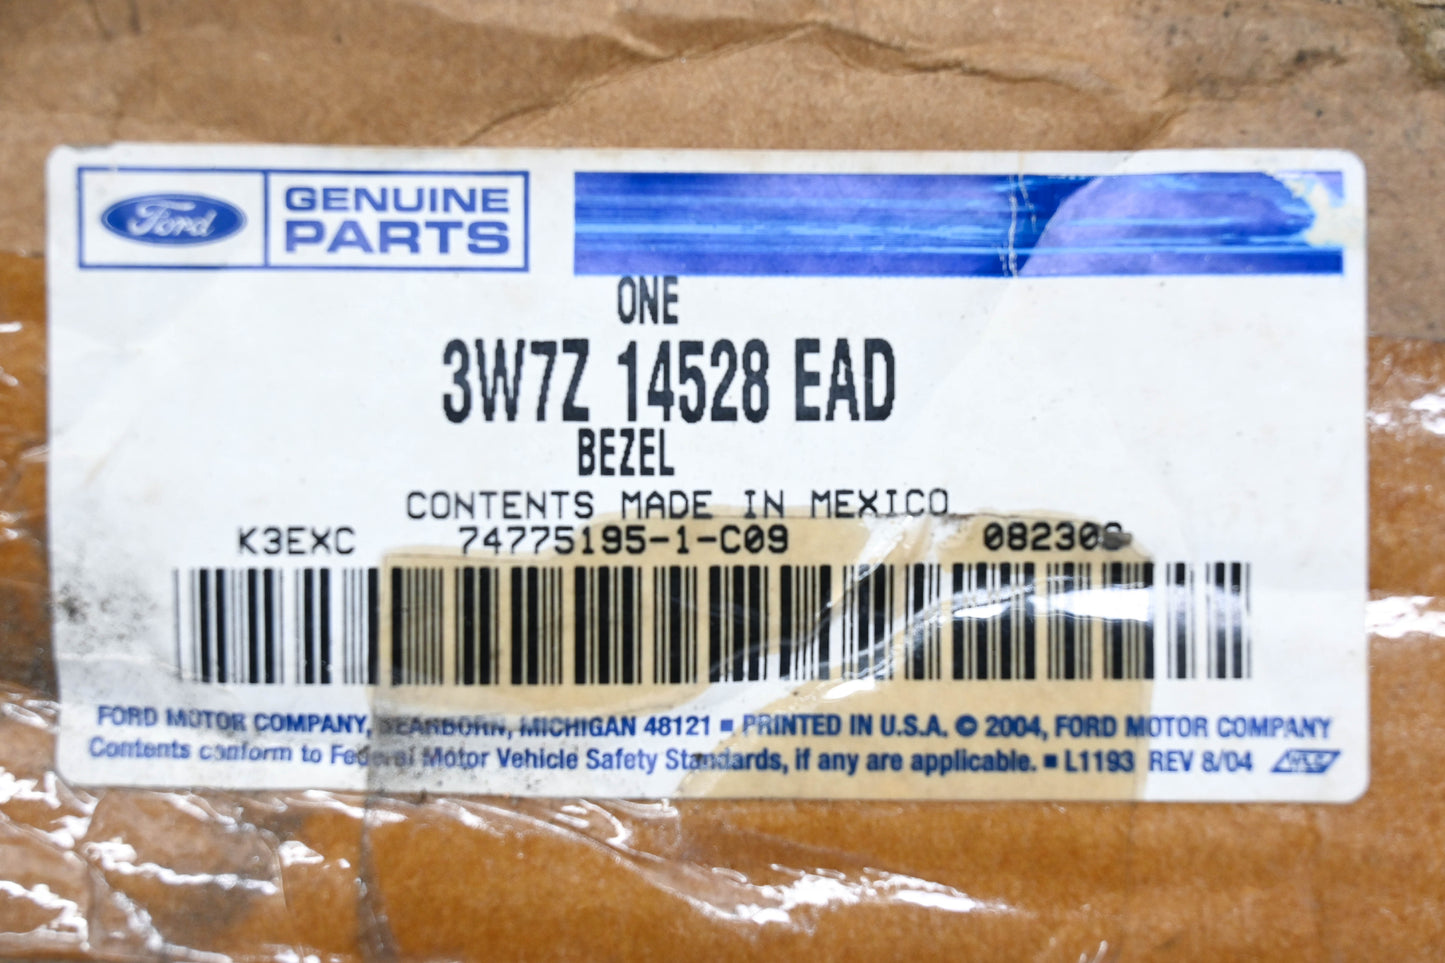 Ford GENUINE
PARTS
ONE
3W7Z 14528 EAD
BEZEL
CONTENTS MADE IN MEXICO
K3EXC 74775195-1-C09
FORD MOTOR COMPANY, DEARBORN, MICHIGAN 48121 ▪ PRINTED IN U.S.A. © 2004, FORD MOTOR COMPANY
Contents conform to Federal Motor Vehicle Safety Standards, if any are applicable. ▪ L1193 REV 8/04